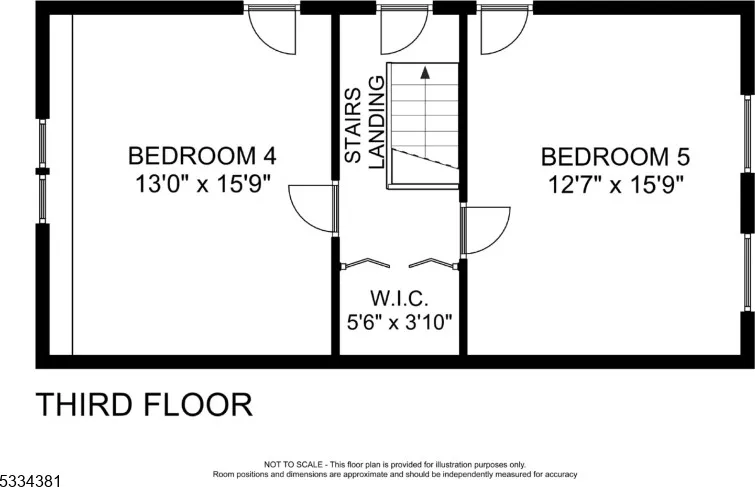 BEDROOM 4
13'0" x 15'9"
STAIRS
LANDING
BEDROOM 5
12'7" x 15'9"
W.I.C.
5'6" x 3'10"
THIRD FLOOR
NOT TO SCALE - This floor plan is provided for illustration purposes only.
Room positions and dimensions are approximate and should be independently measured for accuracy
5334381